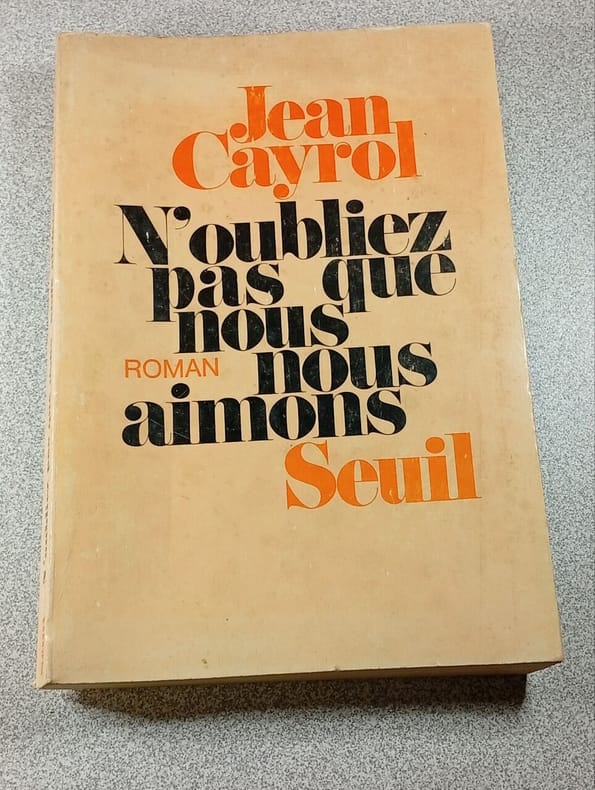 Jean
Cayrol
N'oubliez
pas que
nous
ROMAN nous
aimons
Seuil